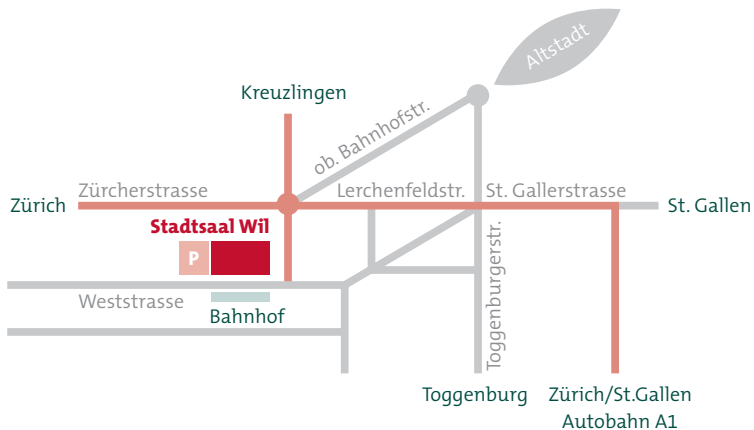 Altstadt
Kreuzlingen
ob. Bahnhofstr.
Zürcherstrasse
Lerchenfeldstr.
St. Gallerstrasse
Zürich
St. Gallen
Stadtsaal Wil
P
Toggenburgerstr.
Weststrasse
Bahnhof
Toggenburg
Zürich/St.Gallen
Autobahn A1